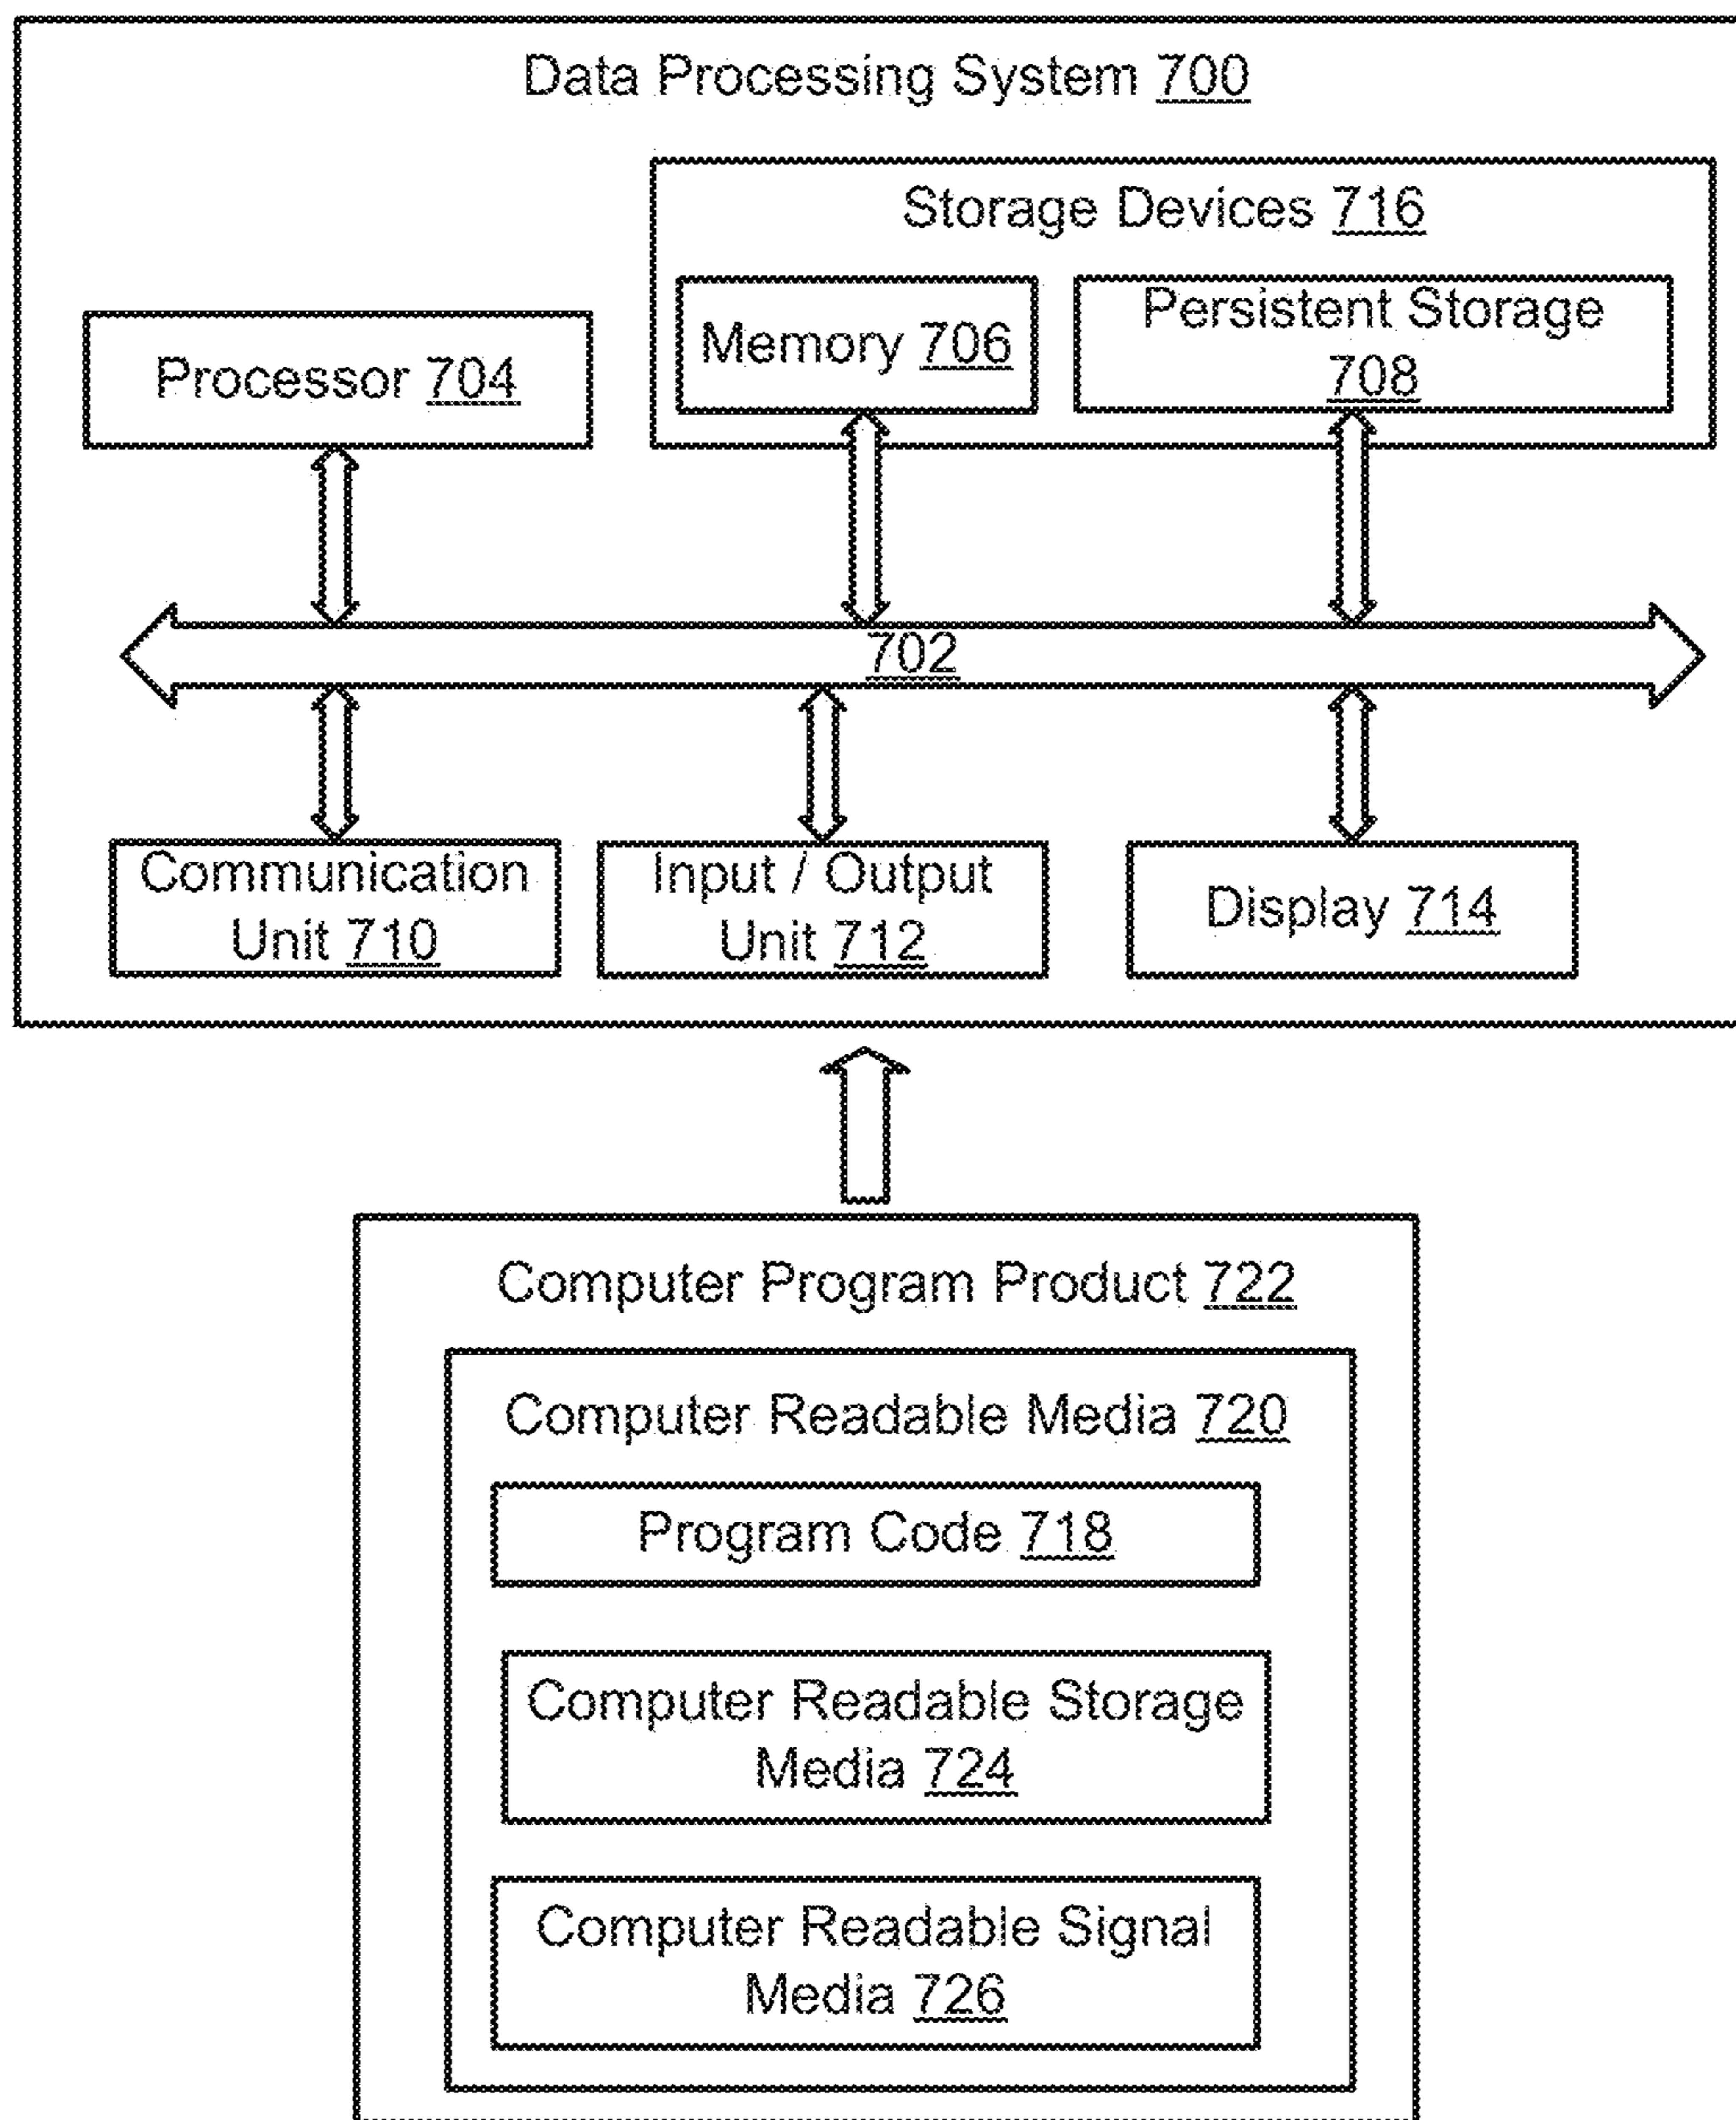 Data Processing System 700
Storage Devices 716
Memory 706
Persistent Storage
708
Processor 704
702
Communication
Unit 710
Input / Output
Unit 712
Display 714
Computer Program Product 722
Computer Readable Media 720
Program Code 718
Computer Readable Storage
Media 724
Computer Readable Signal
Media 726